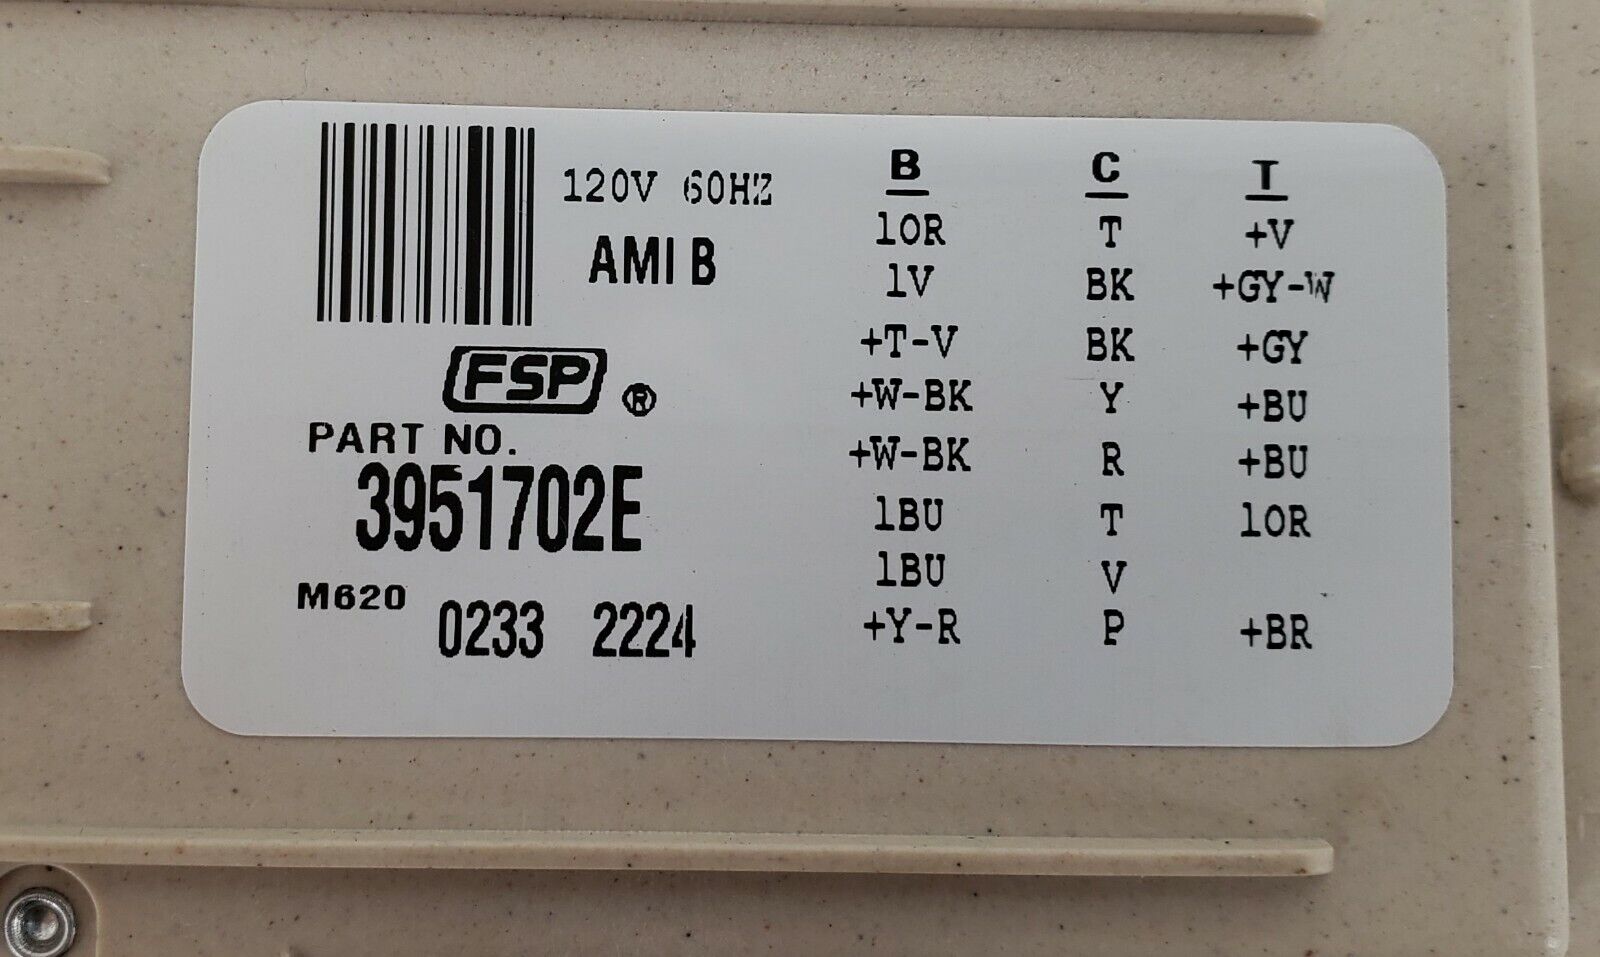 120V 60HZ
AMI B
FSP ®
PART NO.
3951702E
M620 0233 2224
B C T
1OR T +V
1V BK +GY-W
+T-V BK +GY
+W-BK Y +BU
+W-BK R +BU
1BU T 1OR
1BU V
+Y-R P +BR